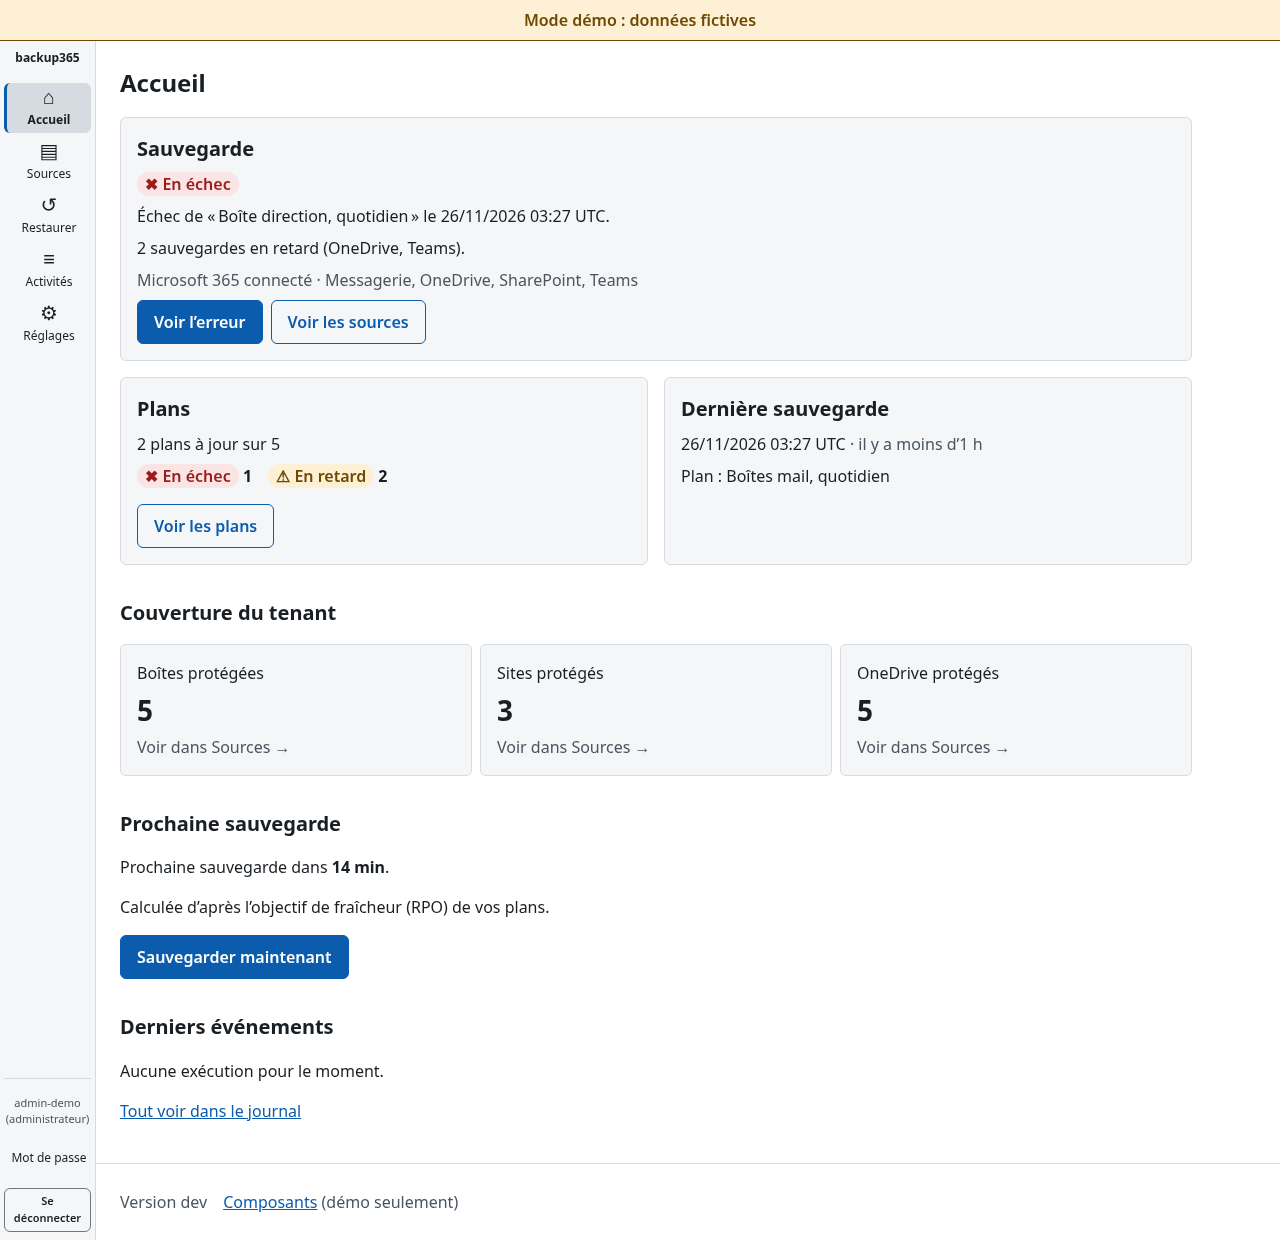 Mode démo : données fictives
backup365
Accueil
Sources
Restaurer
Activités
Réglages
admin-demo
(administrateur)
Mot de passe
Se
déconnecter
Accueil
Sauvegarde
✖ En échec
Échec de « Boîte direction, quotidien » le 26/11/2026 03:27 UTC.
2 sauvegardes en retard (OneDrive, Teams).
Microsoft 365 connecté · Messagerie, OneDrive, SharePoint, Teams
Voir l’erreur
Voir les sources
Plans
2 plans à jour sur 5
✖ En échec 1 ⚠ En retard 2
Voir les plans
Dernière sauvegarde
26/11/2026 03:27 UTC · il y a moins d’1 h
Plan : Boîtes mail, quotidien
Couverture du tenant
Boîtes protégées
5
Voir dans Sources →
Sites protégés
3
Voir dans Sources →
OneDrive protégés
5
Voir dans Sources →
Prochaine sauvegarde
Prochaine sauvegarde dans 14 min.
Calculée d’après l’objectif de fraîcheur (RPO) de vos plans.
Sauvegarder maintenant
Derniers événements
Aucune exécution pour le moment.
Tout voir dans le journal
Version dev Composants (démo seulement)